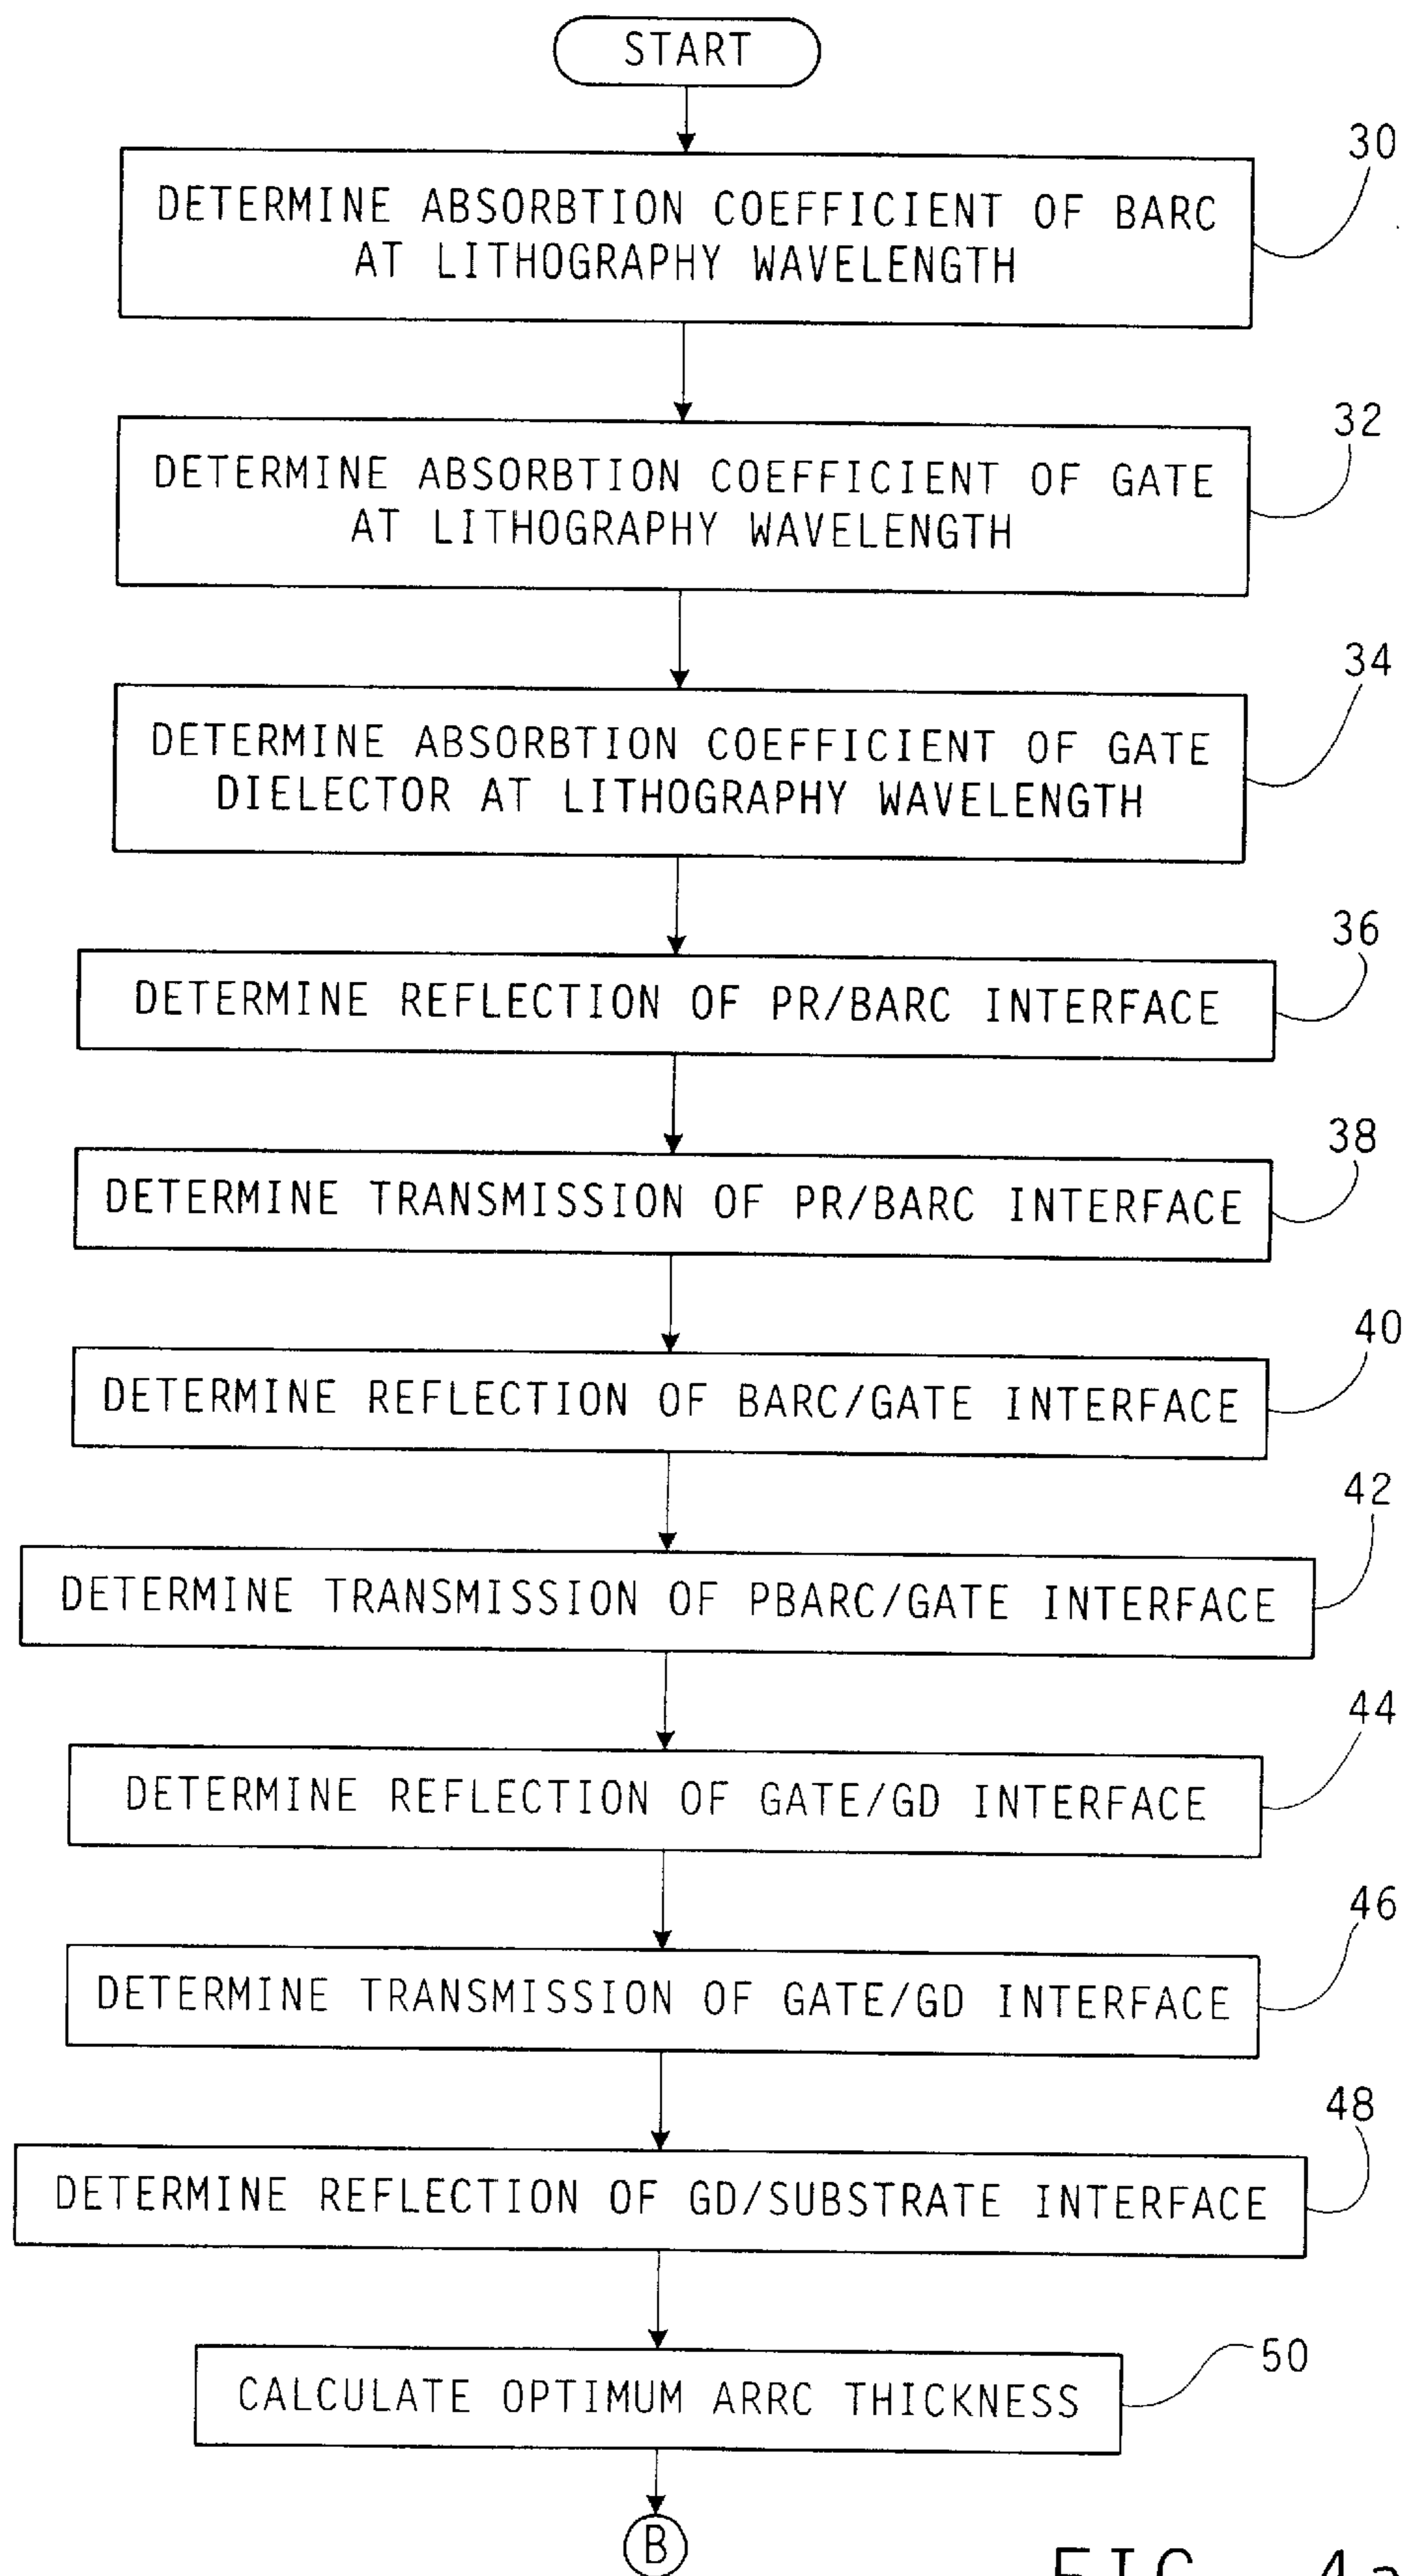 START
30
DETERMINE ABSORBTION COEFFICIENT OF BARC
AT LITHOGRAPHY WAVELENGTH
32
DETERMINE ABSORBTION COEFFICIENT OF GATE
AT LITHOGRAPHY WAVELENGTH
34
DETERMINE ABSORBTION COEFFICIENT OF GATE
DIELECTOR AT LITHOGRAPHY WAVELENGTH
36
DETERMINE REFLECTION OF PR/BARC INTERFACE
38
DETERMINE TRANSMISSION OF PR/BARC INTERFACE
40
DETERMINE REFLECTION OF BARC/GATE INTERFACE
42
DETERMINE TRANSMISSION OF PBARC/GATE INTERFACE
44
DETERMINE REFLECTION OF GATE/GD INTERFACE
46
DETERMINE TRANSMISSION OF GATE/GD INTERFACE
48
DETERMINE REFLECTION OF GD/SUBSTRATE INTERFACE
50
CALCULATE OPTIMUM ARRC THICKNESS
B
FIG. 4a